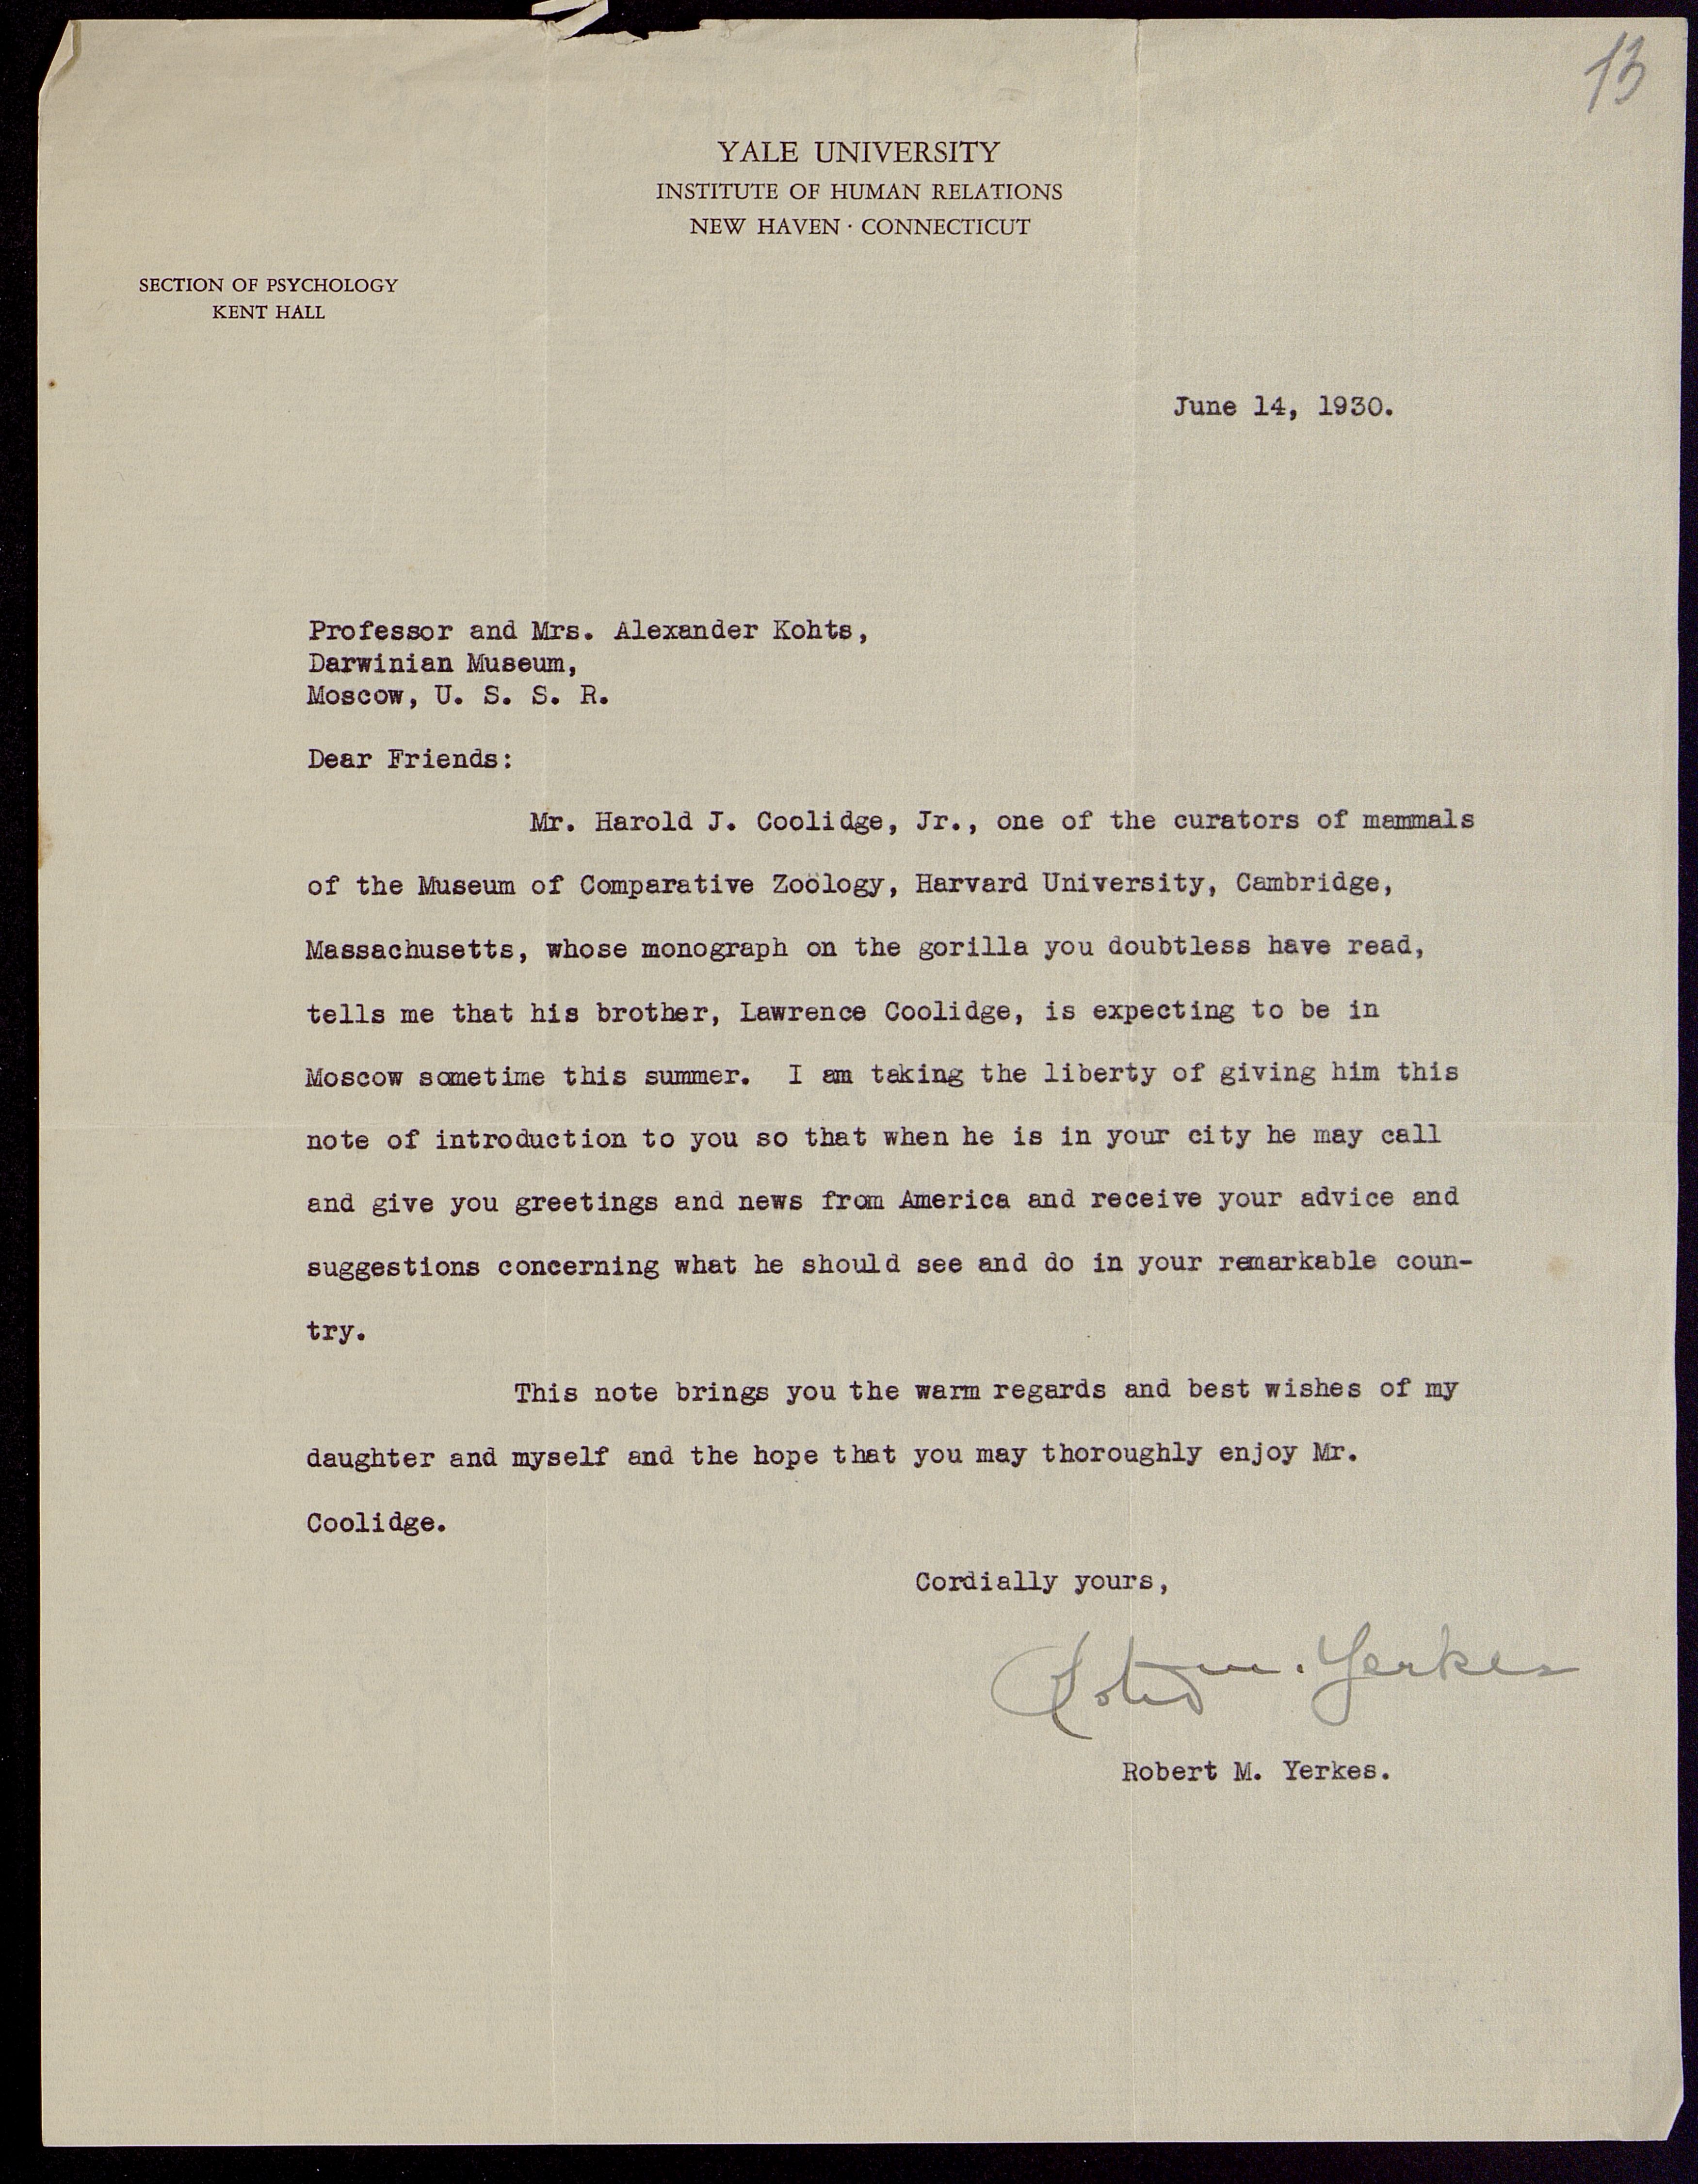 13
YALE UNIVERSITY
INSTITUTE OF HUMAN RELATIONS
NEW HAVEN · CONNECTICUT
SECTION OF PSYCHOLOGY
KENT HALL
June 14, 1930.
Professor and Mrs. Alexander Kohts,
Darwinian Museum,
Moscow, U. S. S. R.
Dear Friends:
Mr. Harold J. Coolidge, Jr., one of the curators of mammals
of the Museum of Comparative Zoölogy, Harvard University, Cambridge,
Massachusetts, whose monograph on the gorilla you doubtless have read,
tells me that his brother, Lawrence Coolidge, is expecting to be in
Moscow sometime this summer.  I am taking the liberty of giving him this
note of introduction to you so that when he is in your city he may call
and give you greetings and news from America and receive your advice and
suggestions concerning what he should see and do in your remarkable coun-
try.
This note brings you the warm regards and best wishes of my
daughter and myself and the hope that you may thoroughly enjoy Mr.
Coolidge.
Cordially yours,
Robert M. Yerkes
Robert M. Yerkes.